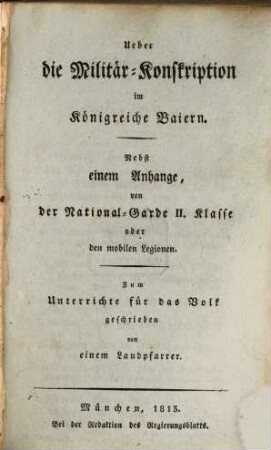 Ueber
die Militär-Konskription
im
Königreiche Baiern.
Nebst
einem Anhange,
von
der National-Garde II. Klasse
oder
den mobilen Legionen.
Zum
Unterrichte für das Volk
geschrieben
von
einem Landpfarrer.
München, 1813.
Bei der Redaktion des Regierungsblatts.